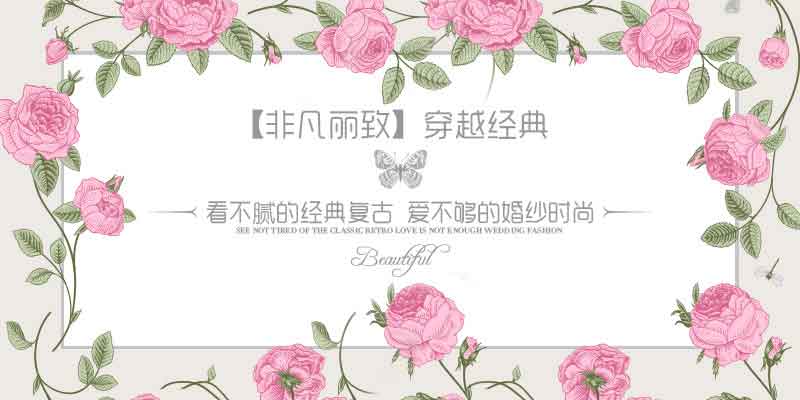 【非凡丽致】穿越经典
看不腻的经典复古 爱不够的婚纱时尚
SEE NOT TIRED OF THE CLASSIC RETRO LOVE IS NOT ENOUGH WEDDING FASHION
Beautiful